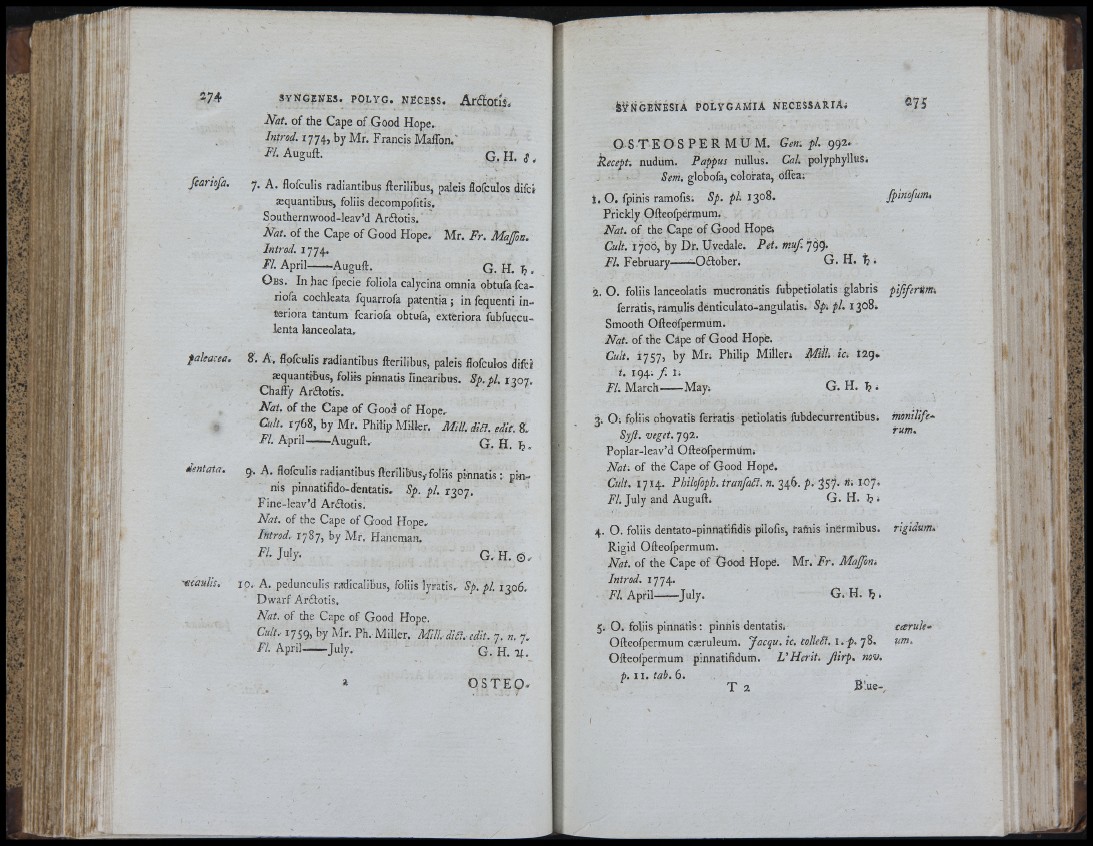 274 SYNGENES. POLYG. NECESS. Arctotis.
Nat. of the Cape of Good Hope.
Introd. 1774, by Mr. Francis Maſſon.
Fl. Auguſt. G. H. ♂.
ſcarioſa. 7. A. floſculis radiantibus ſterilibus, paleis floſculos diſci
æquantibus, foliis decompoſitis.
Southernwood-leav'd Arctotis.
Nat. of the Cape of Good Hope. Mr. Fr. Maſſon.
Introd. 1774.
Fl. April——Auguſt. G. H. ♄.
OBS. In hac ſpecie foliola calycina omnia obtuſa ſca-
rioſa cochleata ſquarroſa patentia; in ſequenti in-
teriora tantum ſcarioſa obtuſa, exteriora ſubſuccu-
lenta lanceolata.
paleacea. 8. A. floſculis radiantibus ſterilibus, paleis floſculos diſci
æquantibus, foliis pinnatis linearibus. Sp. pl. 1307.
Chaffy Arctotis.
Nat. of the Cape of Good of Hope.
Cult. 1768, by Mr. Philip Miller. Mill. dict. edit. 8.
Fl. April——Auguſt. G. H. ♄.
dentata. 9. A. floſculis radiantibus ſterilibus, foliis pinnatis: pin-
nis pinnatifido-dentatis. Sp. pl. 1307.
Fine-leav'd Arctotis.
Nat. of the Cape of Good Hope.
Introd. 1787, by Mr. Haneman.
Fl. July. G. H. ☉.
acaulis. 10. A. pedunculis radicalibus, foliis lyratis. Sp. pl. 1306.
Dwarf Arctotis.
Nat. of the Cape of Good Hope.
Cult. 1759, by Mr. Ph. Miller. Mill. dict. edit. 7. n. 7.
Fl. April——July. G. H. ♃.
2 OSTEO-
SYNGENESIA POLYGAMIA NECESSARIA. 275
OSTEOSPERMUM. Gen. pl. 992.
Recept. nudum. Pappus nullus. Cal. polyphyllus.
Sem. globoſa, colorata, oſſea.
1. O. ſpinis ramoſis. Sp. pl. 1308. ſpinoſum.
Prickly Oſteoſpermum.
Nat. of the Cape of Good Hope.
Cult. 1700, by Dr. Uvedale. Pet. muſ. 799.
Fl. February——October. G. H. ♄.
2. O. foliis lanceolatis mucronatis ſubpetiolatis glabris piſiferum.
ſerratis, ramulis denticulato-angulatis. Sp. pl. 1308.
Smooth Oſteoſpermum.
Nat. of the Cape of Good Hope.
Cult. 1757, by Mr. Philip Miller. Mill. ic. 129.
t. 194. f. 1.
Fl. March——May. G. H. ♄.
3. O. foliis obovatis ſerratis petiolatis ſubdecurrentibus. monilife-
Syſt. veget. 792. rum.
Poplar-leav'd Oſteoſpermum.
Nat. of the Cape of Good Hope.
Cult. 1714. Philoſoph. tranſact. n. 346. p. 357. n. 107.
Fl. July and Auguſt. G. H. ♄.
4. O. foliis dentato-pinnatifidis piloſis, ramis inermibus. rigidum.
Rigid Oſteoſpermum.
Nat. of the Cape of Good Hope. Mr. Fr. Maſſon.
Introd. 1774.
Fl. April——July. G. H. ♄.
5. O. foliis pinnatis: pinnis dentatis. cærule-
Oſteoſpermum cæruleum. Jacqu. ic. collect. 1. p. 78. um.
Oſteoſpermum pinnatifidum. L'Herit. ſtirp. nov.
p. 11. tab. 6.
T 2 Blue-